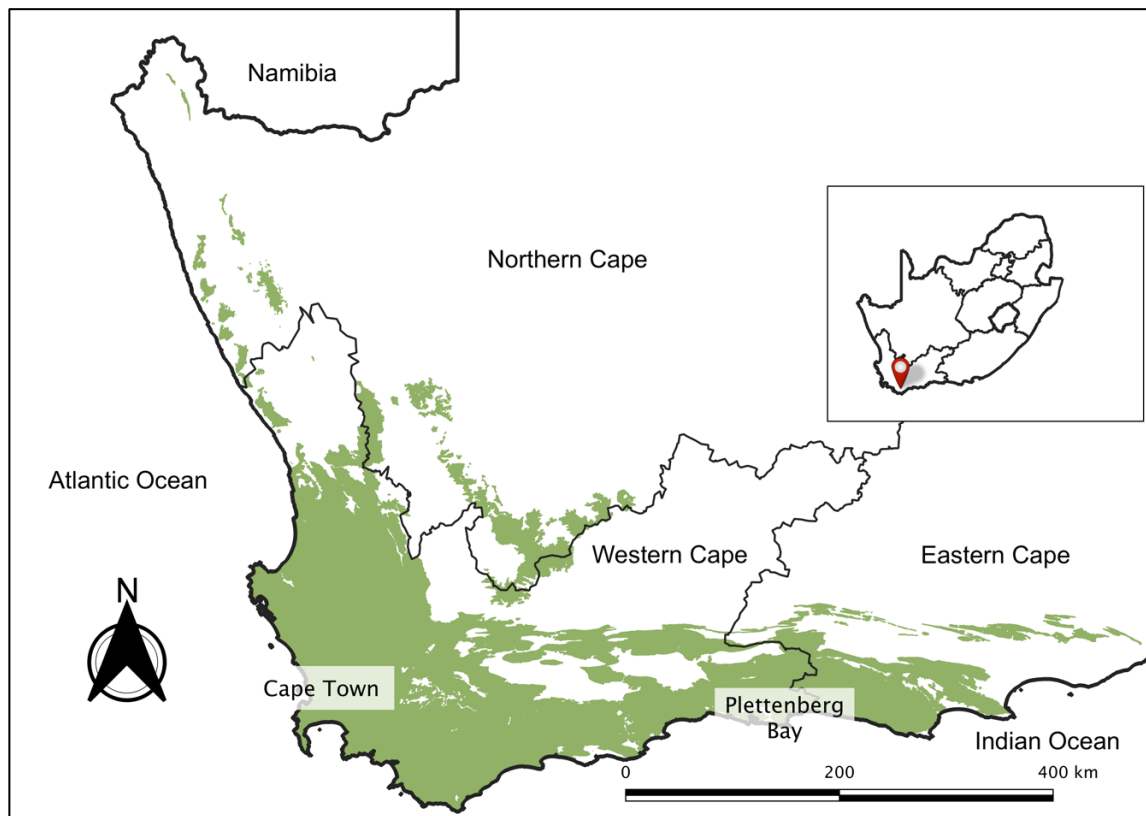 Namibia
Northern Cape
Atlantic Ocean
Western Cape
Eastern Cape
N
Cape Town
Plettenberg
Bay
Indian Ocean
0
200
400 km